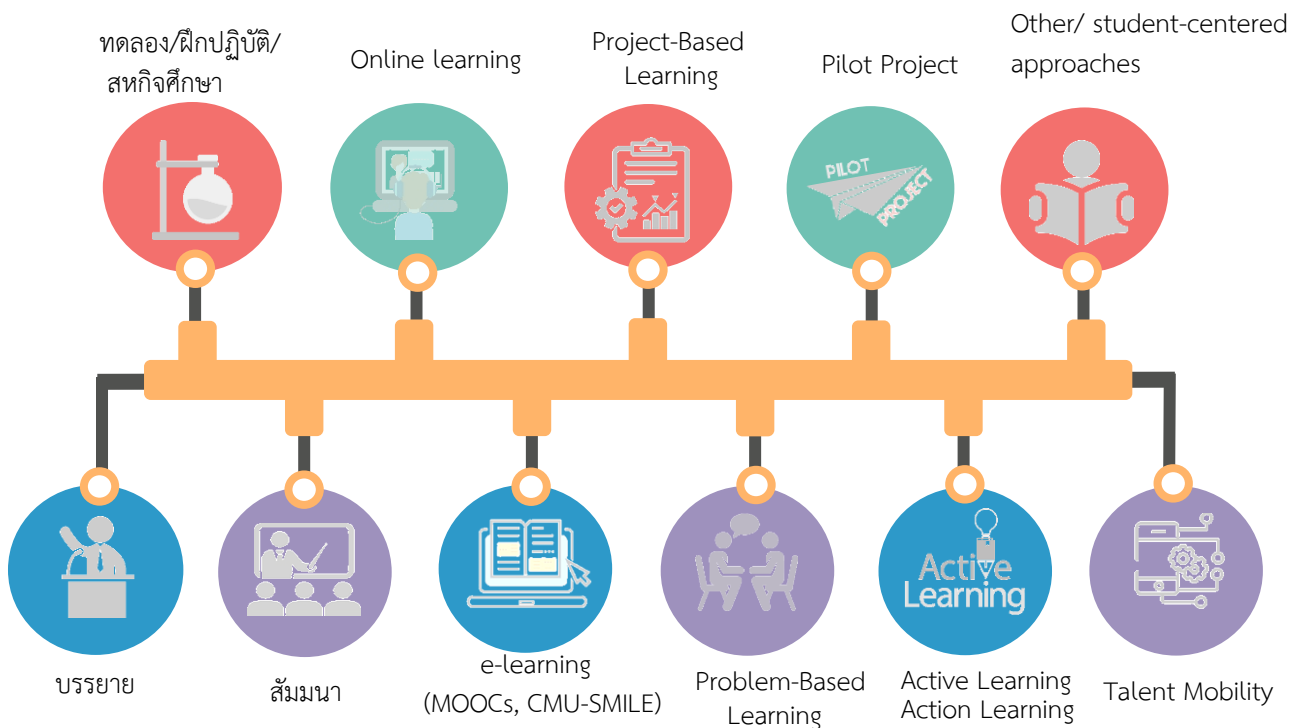 ทดลอง/ฝึกปฏิบัติ/
สหกิจศึกษา
Online learning
Project-Based
Learning
Pilot Project
Other/ student-centered
approaches
PILOT
PROJECT
Active
Learning
บรรยาย
สัมมนา
e-learning
(MOOCs, CMU-SMILE)
Problem-Based
Learning
Active Learning
Action Learning
Talent Mobility